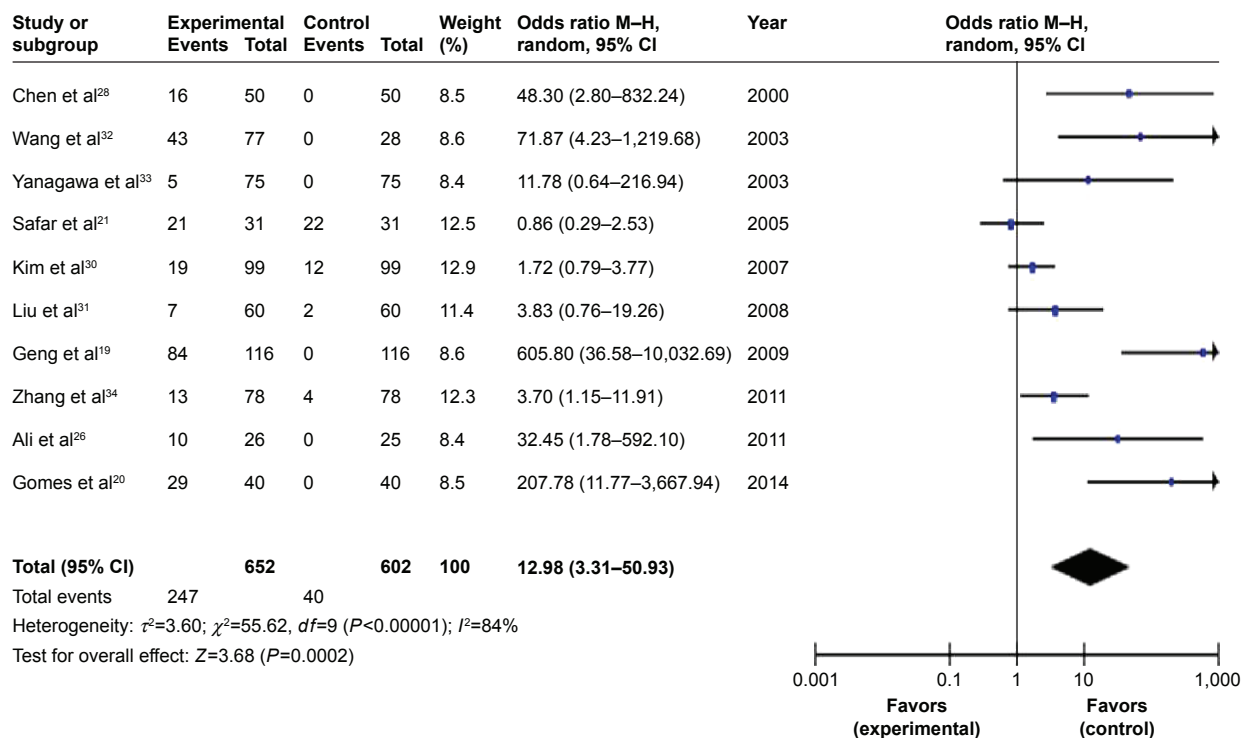 Study or Experimental Control Weight Odds ratio M–H, Year Odds ratio M–H,
subgroup Events Total Events Total (%) random, 95% CI random, 95% CI
Chen et al28 16 50 0 50 8.5 48.30 (2.80–832.24) 2000
Wang et al32 43 77 0 28 8.6 71.87 (4.23–1,219.68) 2003
Yanagawa et al33 5 75 0 75 8.4 11.78 (0.64–216.94) 2003
Safar et al21 21 31 22 31 12.5 0.86 (0.29–2.53) 2005
Kim et al30 19 99 12 99 12.9 1.72 (0.79–3.77) 2007
Liu et al31 7 60 2 60 11.4 3.83 (0.76–19.26) 2008
Geng et al19 84 116 0 116 8.6 605.80 (36.58–10,032.69) 2009
Zhang et al34 13 78 4 78 12.3 3.70 (1.15–11.91) 2011
Ali et al26 10 26 0 25 8.4 32.45 (1.78–592.10) 2011
Gomes et al20 29 40 0 40 8.5 207.78 (11.77–3,667.94) 2014
Total (95% CI) 652 602 100 12.98 (3.31–50.93)
Total events 247 40
Heterogeneity: τ²=3.60; χ²=55.62, df=9 (P<0.00001); I²=84%
Test for overall effect: Z=3.68 (P=0.0002)
0.001 0.1 1 10 1,000
Favors Favors
(experimental) (control)